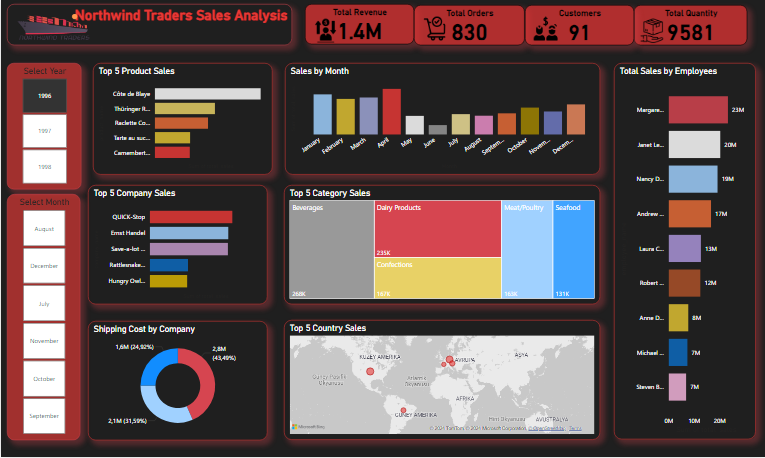 Northwind Traders Sales Analysis
NORTHWIND TRADERS
Total Revenue
1.4M
Total Orders
830
Customers
91
Total Quantity
9581
Select Year
1996
1997
1998
Select Month
August
December
July
November
October
September
Top 5 Product Sales
Côte de Blaye
Thüringer R...
Raclette Co...
Tarte au suc...
Camembert...
Sales by Month
January
February
March
April
May
June
July
August
Septem...
October
Novem...
Decem...
Top 5 Company Sales
QUICK-Stop
Ernst Handel
Save-a-lot ...
Rattlesnake...
Hungry Owl...
Top 5 Category Sales
Beverages
268K
Dairy Products
235K
Confections
167K
Meat/Poultry
163K
Seafood
131K
Shipping Cost by Company
1,6M (24,92%)
2,8M
(43,49%)
2,1M (31,59%)
Top 5 Country Sales
KUZEY AMERİKA
AVRUPA
ASYA
Atlantis
Okyanusu
AFRİKA
GÜNEY AMERİKA
Hint Okyanusu
AVUSTRALYA
Microsoft Bing
© 2024 TomTom, © 2024 Microsoft Corporation, © OpenStreetMap Terms
Total Sales by Employees
Margare...
23M
Janet Le...
20M
Nancy D...
19M
Andrew ...
17M
Laura C...
13M
Robert ...
12M
Anne D...
8M
Michael ...
7M
Steven B...
7M
0M 10M 20M